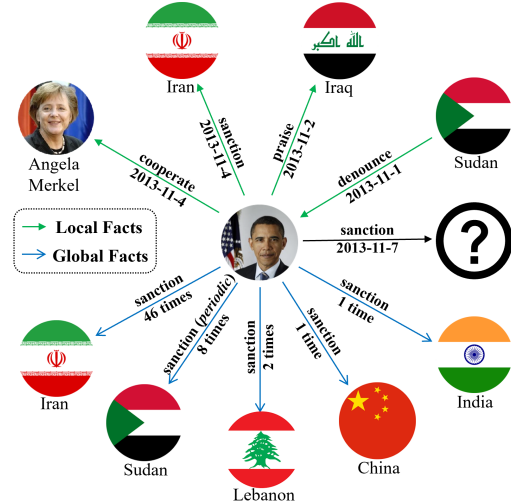 Iran
Iraq
الله اكبر
Sudan
Angela
Merkel
sanction
2013-11-4
praise
2013-11-2
denounce
2013-11-1
cooperate
2013-11-4
Local Facts
Global Facts
sanction
2013-11-7
?
sanction
46 times
sanction (periodic)
8 times
sanction
2 times
sanction
1 time
sanction
1 time
Iran
Sudan
Lebanon
China
India